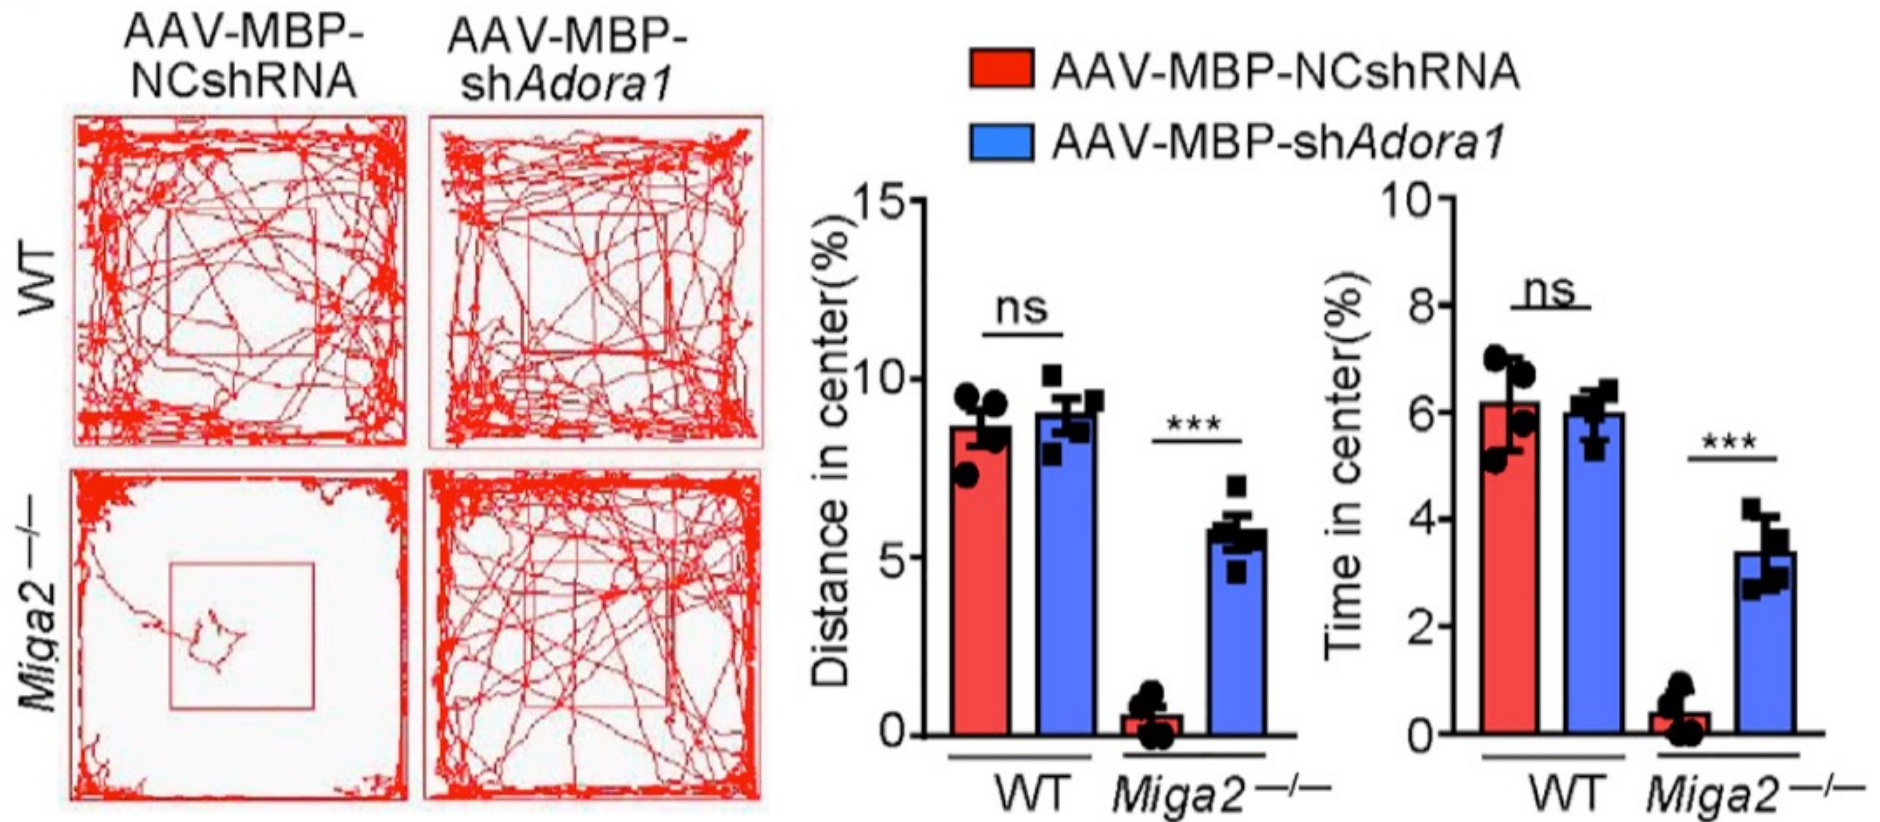 AAV-MBP-
NCshRNA
AAV-MBP-
shAdora1
WT
Miga2 —/—
AAV-MBP-NCshRNA
AAV-MBP-shAdora1
Distance in center(%)
15
10
5
0
ns
***
WT
Miga2 —/—
Time in center(%)
10
8
6
4
2
0
ns
***
WT
Miga2 —/—